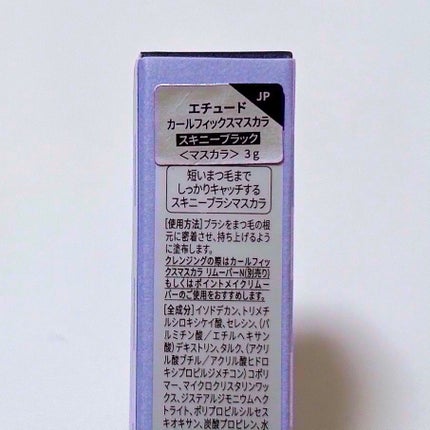 JP
エチュード
カールフィックスマスカラ
スキニーブラック
＜マスカラ＞ 3g
短いまつ毛まで
しっかりキャッチする
スキニーブラシマスカラ
[使用方法]ブラシをまつ毛の根
元に密着させ、持ち上げるよう
に塗布します。
クレンジングの際はカールフィッ
クスマスカラ リムーバーN(別売り)
もしくはポイントメイクリムー
バーのご使用をおすすめします。
[全成分]イソドデカン、トリメチ
ルシロキシケイ酸、セレシン、(パ
ルミチン酸／エチルヘキサン
酸)デキストリン、タルク、(アクリ
ル酸ブチル／アクリル酸ヒドロ
キシプロピルジメチコン)コポリ
マー、マイクロクリスタリンワッ
クス、ジステアルジモニウムヘクト
ライト、ポリプロピルシルセス
キオキサン、炭酸プロピレン、水